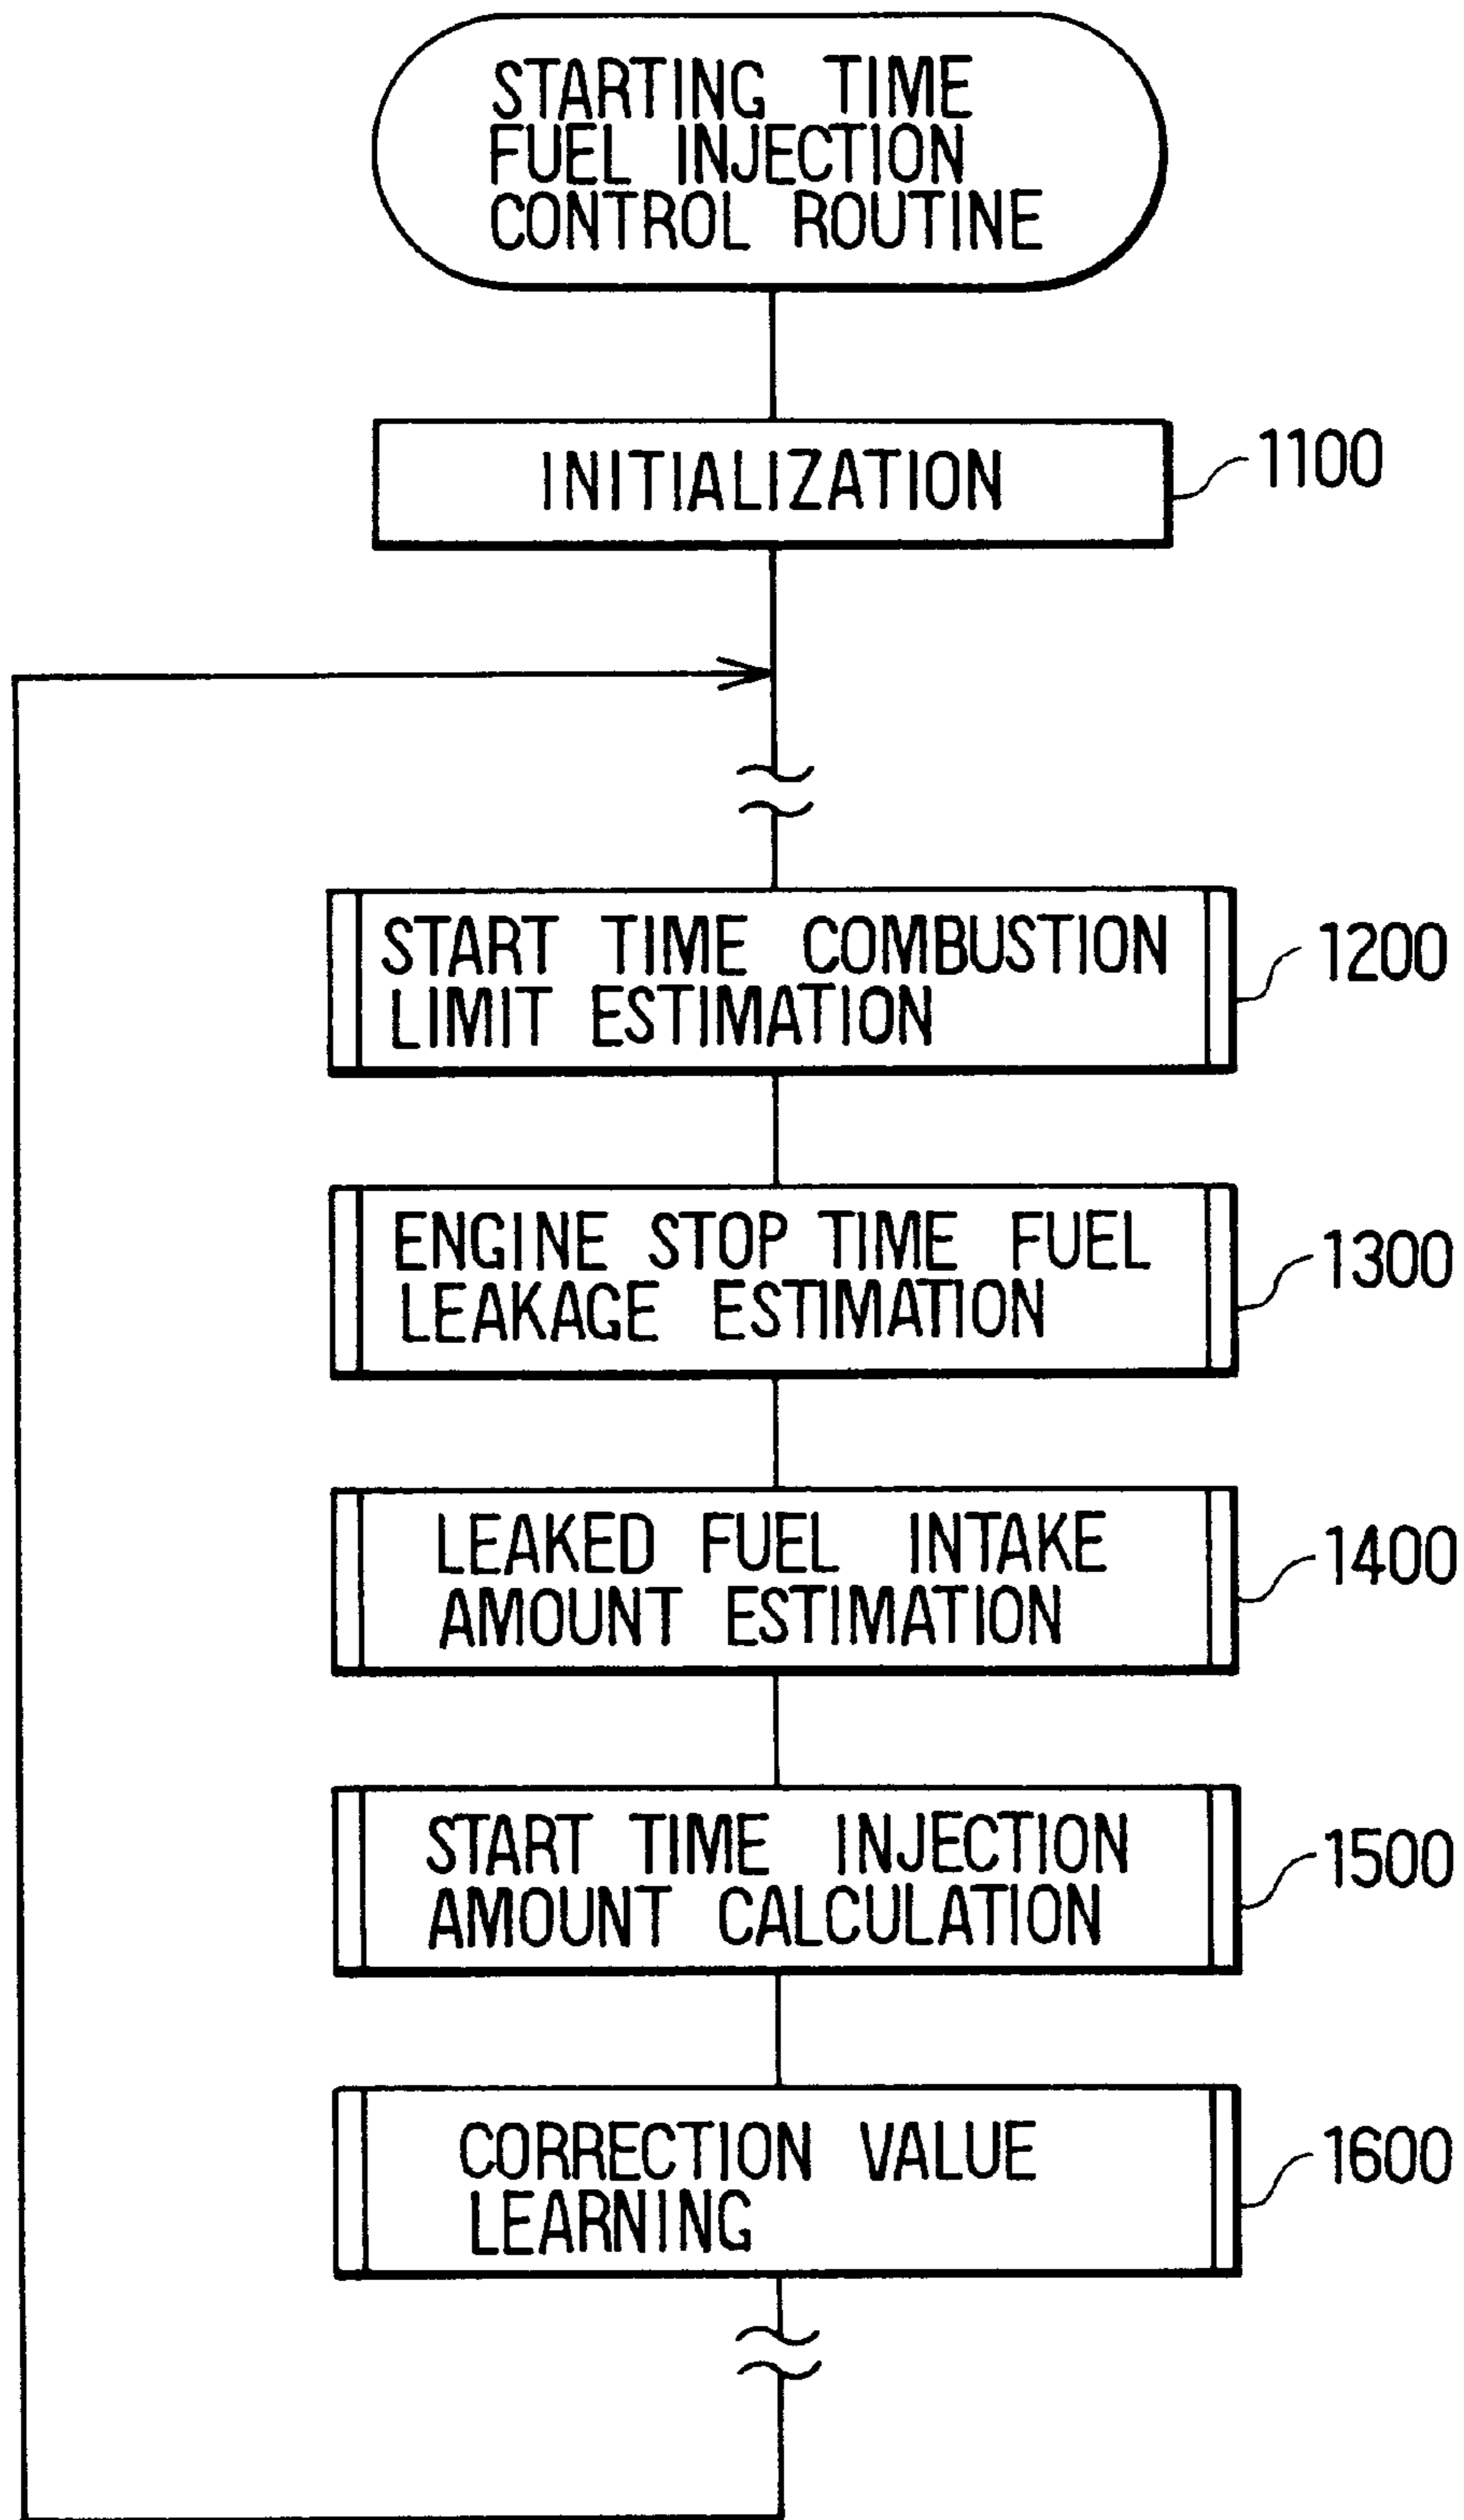 STARTING TIME
FUEL INJECTION
CONTROL ROUTINE
INITIALIZATION
1100
START TIME COMBUSTION
LIMIT ESTIMATION
1200
ENGINE STOP TIME FUEL
LEAKAGE ESTIMATION
1300
LEAKED FUEL INTAKE
AMOUNT ESTIMATION
1400
START TIME INJECTION
AMOUNT CALCULATION
1500
CORRECTION VALUE
LEARNING
1600